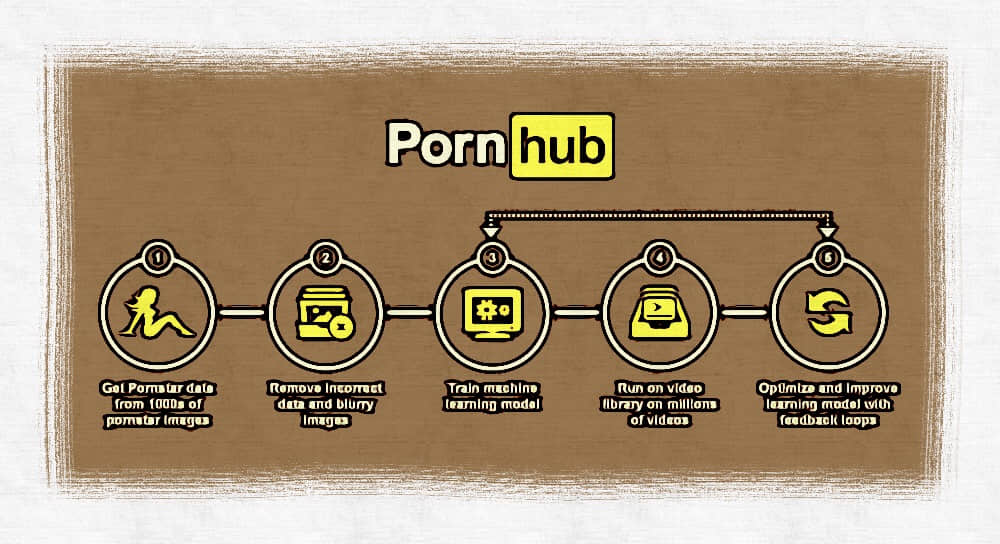 Pornhub
1
2
3
4
5
Get Pornstar data
from 1000s of
pornstar images
Remove incorrect
data and blurry
images
Train machine
learning model
Run on video
library on millions
of videos
Optimize and improve
learning model with
feedback loops